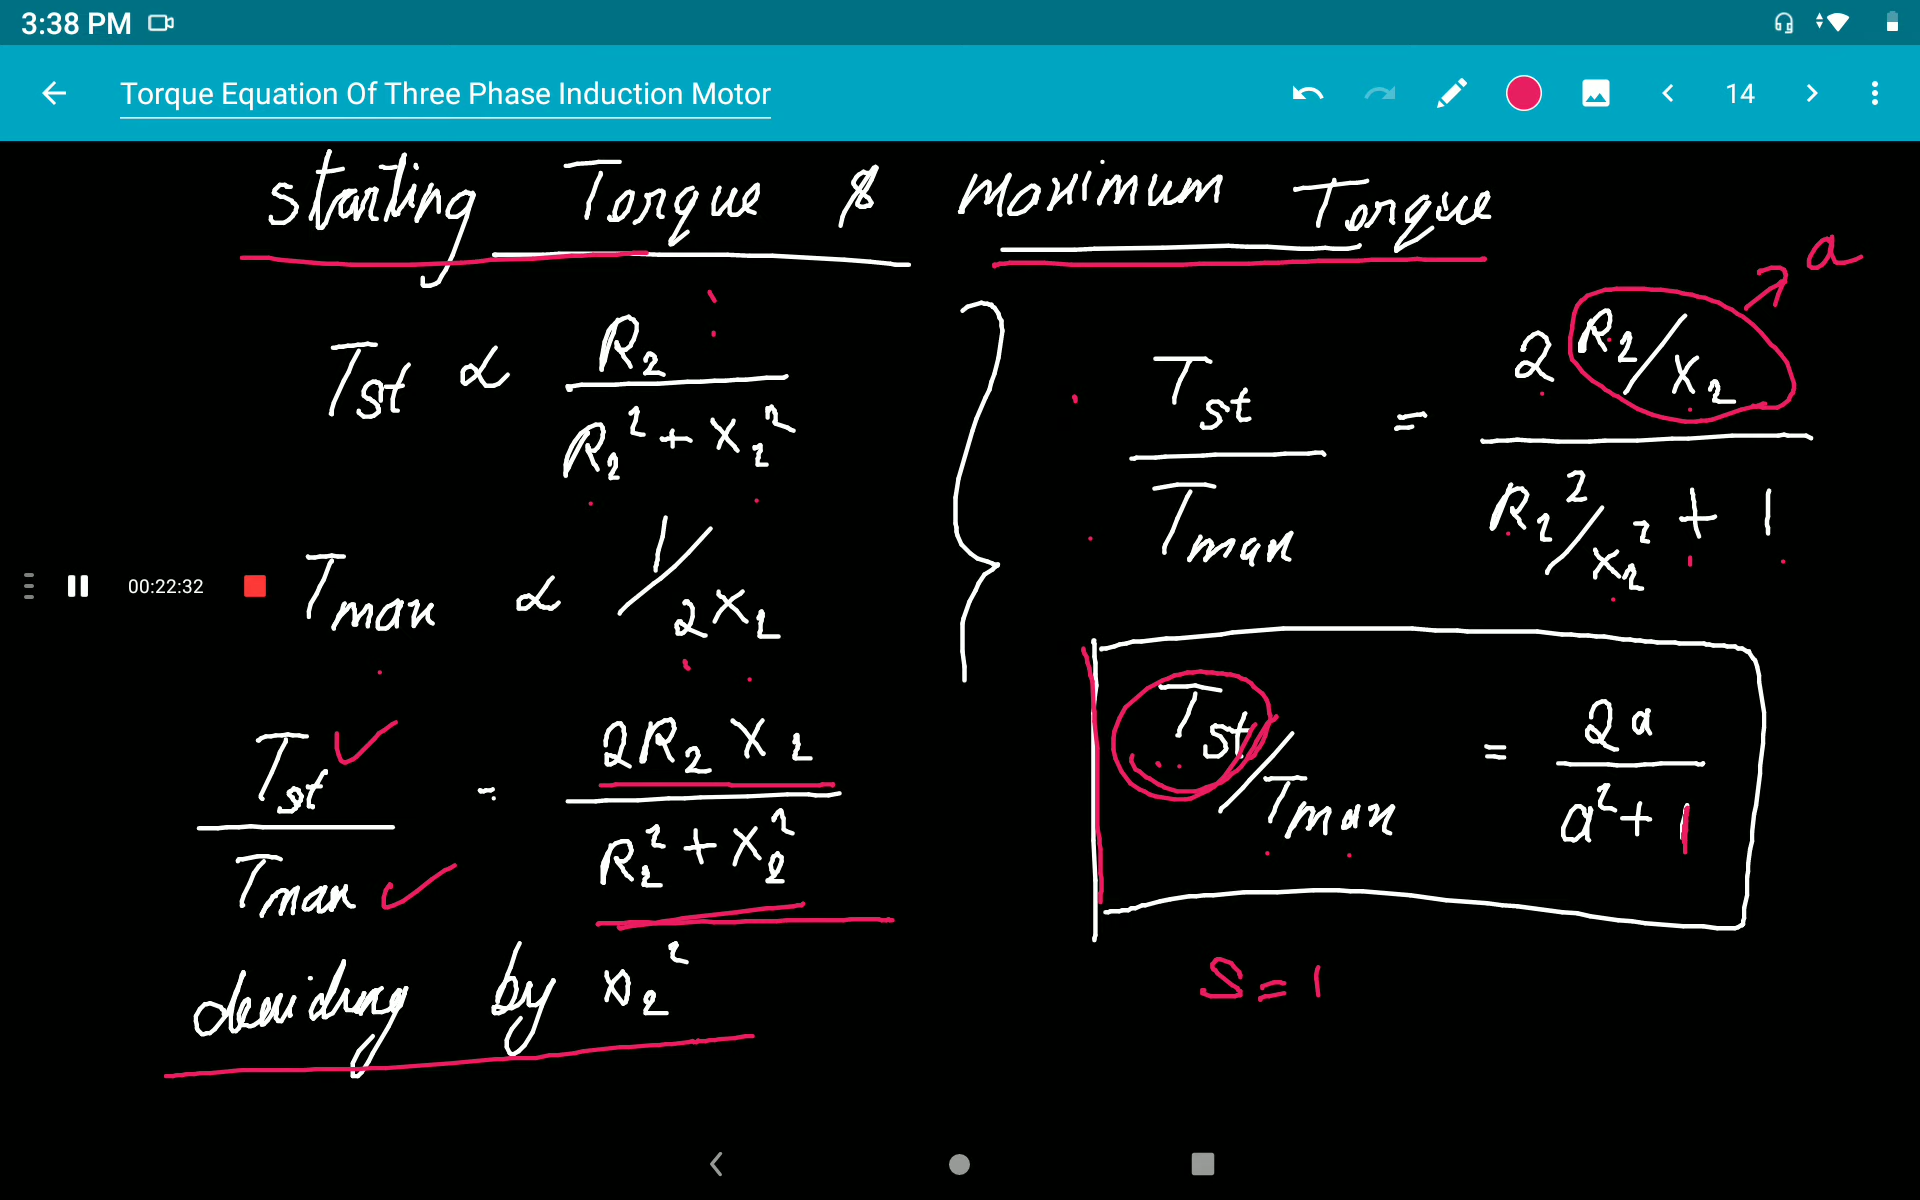 3:38 PM
Torque Equation Of Three Phase Induction Motor
14
starting Torque & maximum Torque
Tst ∝ R₂ / R₂² + X₂²
Tmax ∝ 1/2X₂
00:22:32
Tst / Tmax = 2R₂ X₂ / R₂² + X₂²
deviding by X₂²
Tst / Tmax = 2 R₂/X₂ / R₂²/X₂² + 1
a
Tst/Tmax = 2a / a² + 1
S = 1